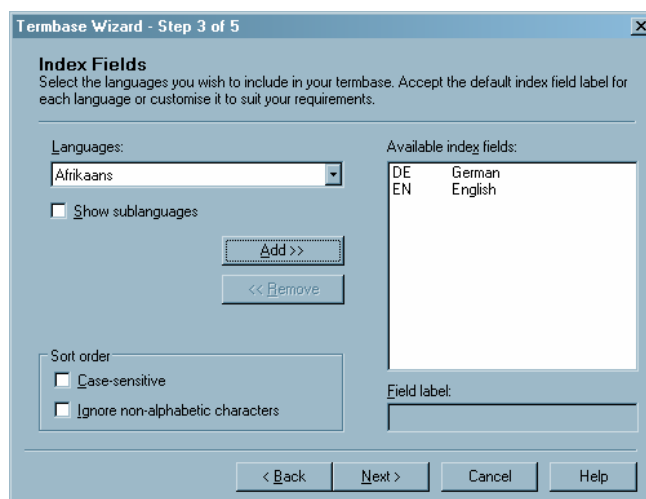 Termbase Wizard - Step 3 of 5
Index Fields
Select the languages you wish to include in your termbase. Accept the default index field label for
each language or customise it to suit your requirements.
Languages:
Afrikaans
Show sublanguages
Add >>
<< Remove
Available index fields:
DE German
EN English
Sort order
Case-sensitive
Ignore non-alphabetic characters
Field label:
< Back Next > Cancel Help